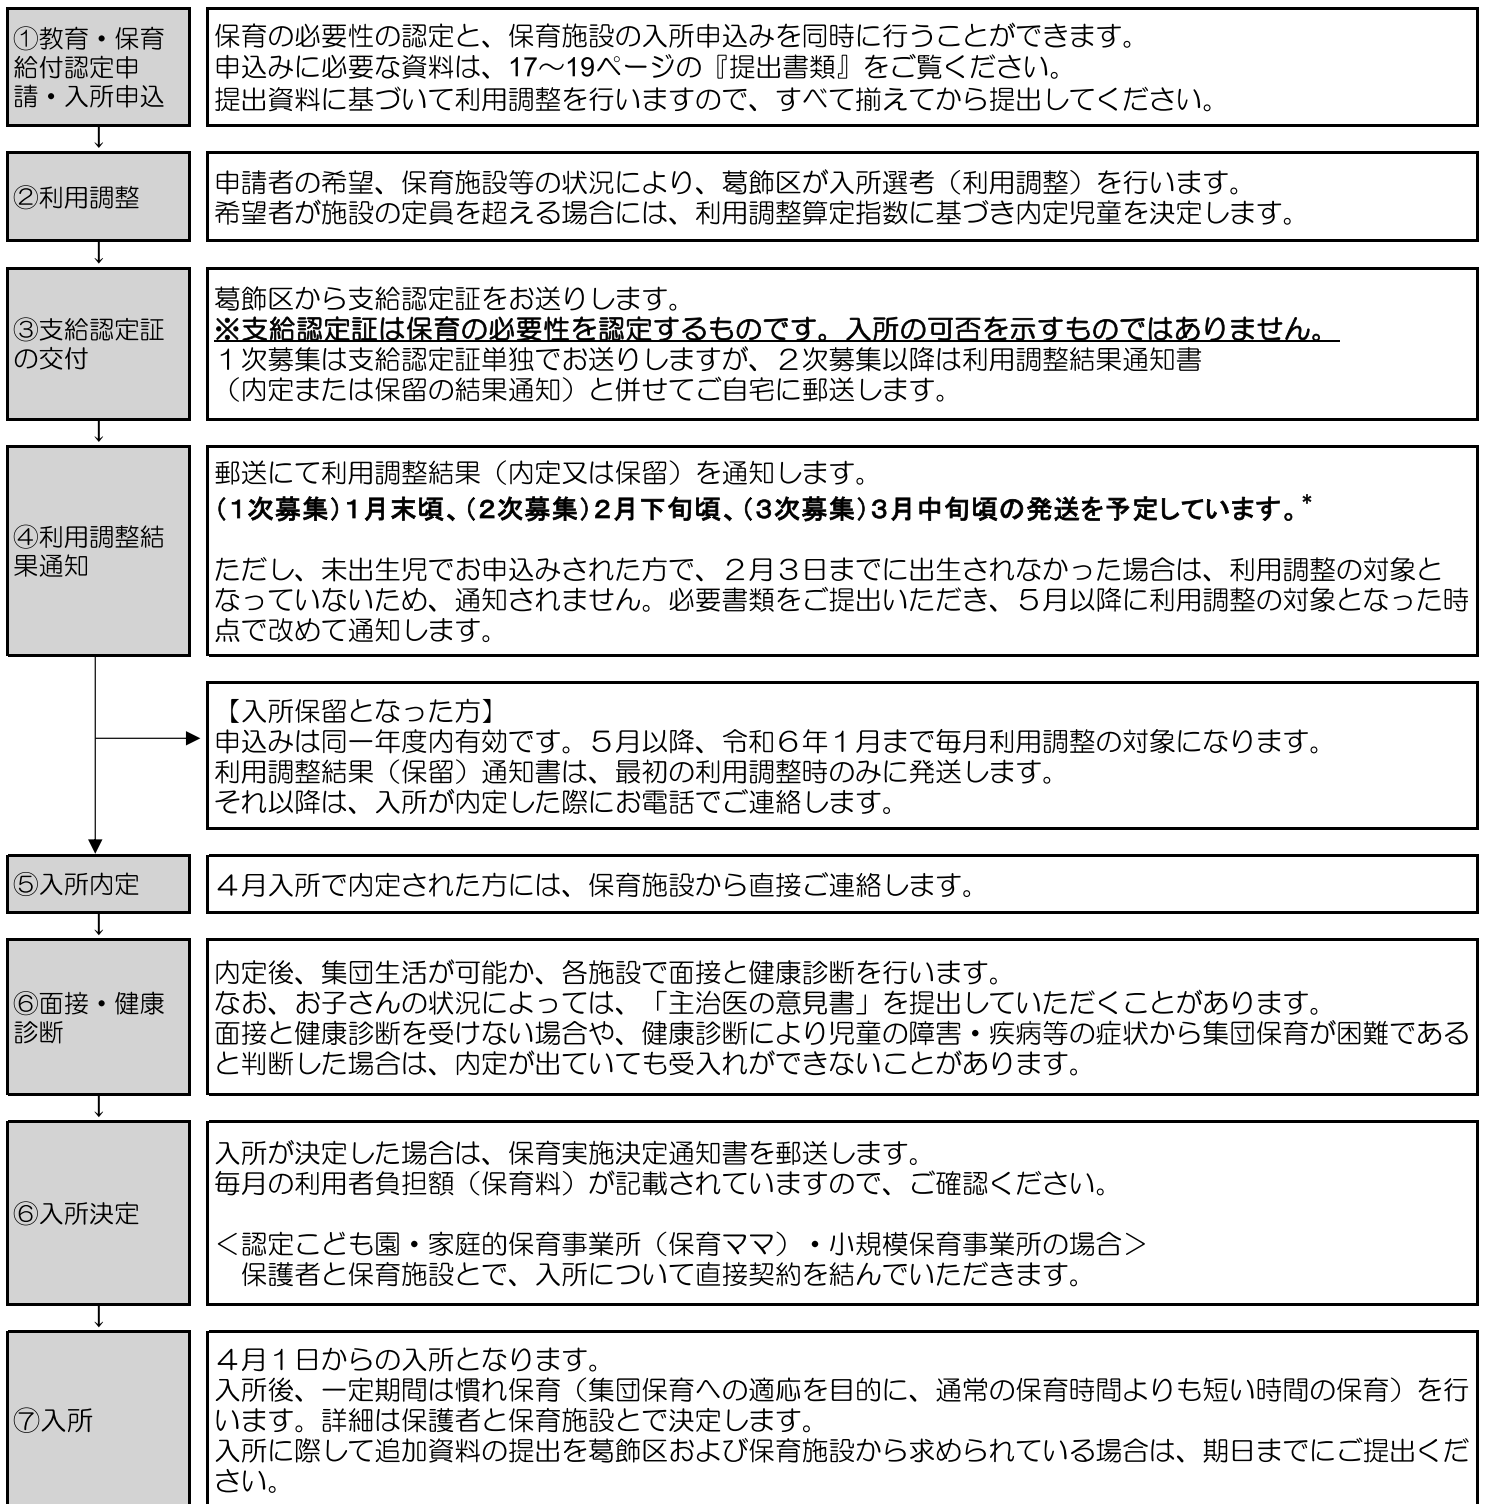 ①教育・保育
給付認定申
請・入所申込
保育の必要性の認定と、保育施設の入所申込みを同時に行うことができます。
申込みに必要な資料は、17～19ページの『提出書類』をご覧ください。
提出資料に基づいて利用調整を行いますので、すべて揃えてから提出してください。
↓
②利用調整
申請者の希望、保育施設等の状況により、葛飾区が入所選考（利用調整）を行います。
希望者が施設の定員を超える場合には、利用調整算定指数に基づき内定児童を決定します。
↓
③支給認定証
の交付
葛飾区から支給認定証をお送りします。
※支給認定証は保育の必要性を認定するものです。入所の可否を示すものではありません。
１次募集は支給認定証単独でお送りしますが、２次募集以降は利用調整結果通知書
（内定または保留の結果通知）と併せてご自宅に郵送します。
↓
④利用調整結
果通知
郵送にて利用調整結果（内定又は保留）を通知します。
（１次募集）１月末頃、（２次募集）２月下旬頃、（３次募集）３月中旬頃の発送を予定しています。*
ただし、未出生児でお申込みされた方で、２月３日までに出生されなかった場合は、利用調整の対象と
なっていないため、通知されません。必要書類をご提出いただき、５月以降に利用調整の対象となった時
点で改めて通知します。
【入所保留となった方】
申込みは同一年度内有効です。５月以降、令和６年１月まで毎月利用調整の対象になります。
利用調整結果（保留）通知書は、最初の利用調整時のみに発送します。
それ以降は、入所が内定した際にお電話でご連絡します。
⑤入所内定
４月入所で内定された方には、保育施設から直接ご連絡します。
↓
⑥面接・健康
診断
内定後、集団生活が可能か、各施設で面接と健康診断を行います。
なお、お子さんの状況によっては、「主治医の意見書」を提出していただくことがあります。
面接と健康診断を受けない場合や、健康診断により児童の障害・疾病等の症状から集団保育が困難である
と判断した場合は、内定が出ていても受入れができないことがあります。
↓
⑥入所決定
入所が決定した場合は、保育実施決定通知書を郵送します。
毎月の利用者負担額（保育料）が記載されていますので、ご確認ください。
＜認定こども園・家庭的保育事業所（保育ママ）・小規模保育事業所の場合＞
保護者と保育施設とで、入所について直接契約を結んでいただきます。
↓
⑦入所
４月１日からの入所となります。
入所後、一定期間は慣れ保育（集団保育への適応を目的に、通常の保育時間よりも短い時間の保育）を行
います。詳細は保護者と保育施設とで決定します。
入所に際して追加資料の提出を葛飾区および保育施設から求められている場合は、期日までにご提出くだ
さい。